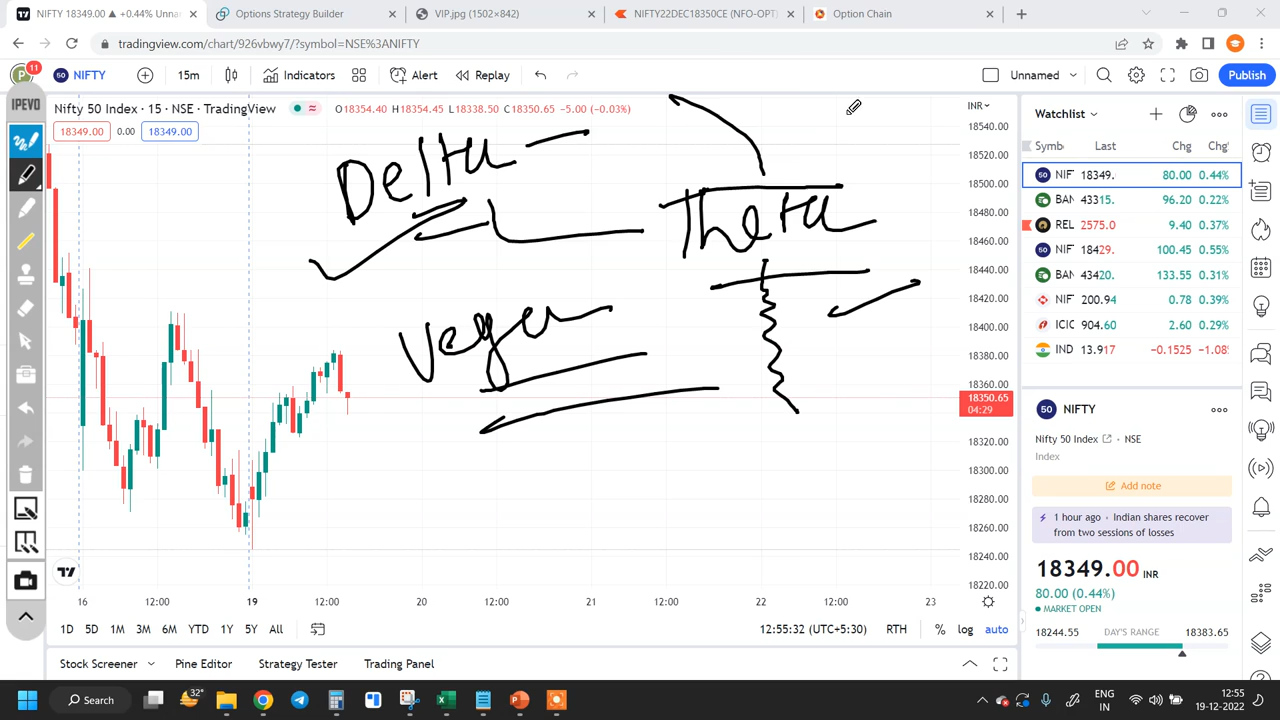 NIFTY 18349.00 ▲ +0.44% Unnar
Options Strategy Builder
VIP.jpg (1502×842)
NIFTY22DEC18350CE (NFO-OPT)
Option Chain
tradingview.com/chart/926vbwy7/?symbol=NSE%3ANIFTY
P 11
50 NIFTY
15m
Indicators
Alert
Replay
Unnamed
Publish
IPEVO
Nifty 50 Index · 15 · NSE · TradingView
O18354.40 H18354.45 L18338.50 C18350.65 -5.00 (-0.03%)
INR
18349.00 0.00 18349.00
Delta
Theta
Vega
18540.00
18520.00
18500.00
18480.00
18460.00
18440.00
18420.00
18400.00
18380.00
18360.00
18350.65
04:29
18320.00
18300.00
18280.00
18260.00
18240.00
18220.00
16 12:00 19 12:00 20 12:00 21 12:00 22 12:00 23
1D 5D 1M 3M 6M YTD 1Y 5Y All
12:55:32 (UTC+5:30) RTH % log auto
Stock Screener Pine Editor Strategy Tester Trading Panel
Watchlist
Symb Last Chg Chg
50 NIF 18349. 80.00 0.44%
BAN 43315. 96.20 0.22%
REL 2575.0 9.40 0.37%
50 NIF 18429. 100.45 0.55%
BAN 43420. 133.55 0.31%
NIF 200.94 0.78 0.39%
ICIC 904.60 2.60 0.29%
IND 13.917 -0.1525 -1.08
50 NIFTY
Nifty 50 Index NSE
Index
Add note
1 hour ago · Indian shares recover
from two sessions of losses
18349.00 INR
80.00 (0.44%)
MARKET OPEN
18244.55 DAY'S RANGE 18383.65
Search
32°
ENG
IN
12:55
19-12-2022